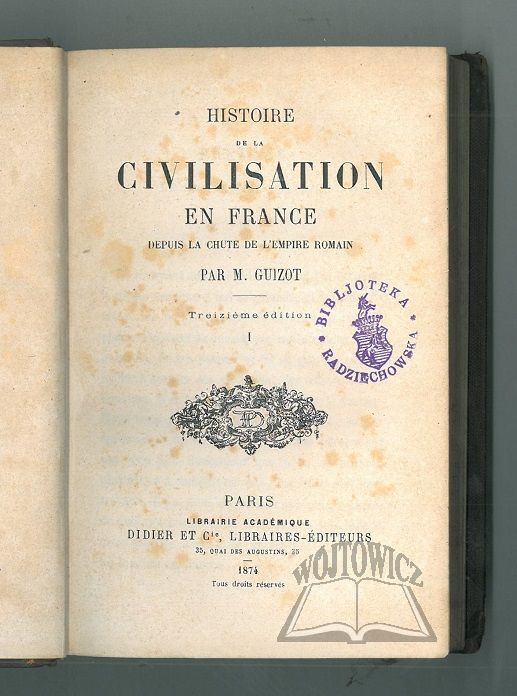 HISTOIRE
DE LA
CIVILISATION
EN FRANCE
DEPUIS LA CHUTE DE L'EMPIRE ROMAIN
PAR M. GUIZOT
Treizième édition
I
BIBLJOTEKA
RADZIECHOWSKA
PARIS
LIBRAIRIE ACADÉMIQUE
DIDIER ET Cie, LIBRAIRES-ÉDITEURS
35, QUAI DES AUGUSTINS, 35
1874
Tous droits réservés
WÓJTOWICZ